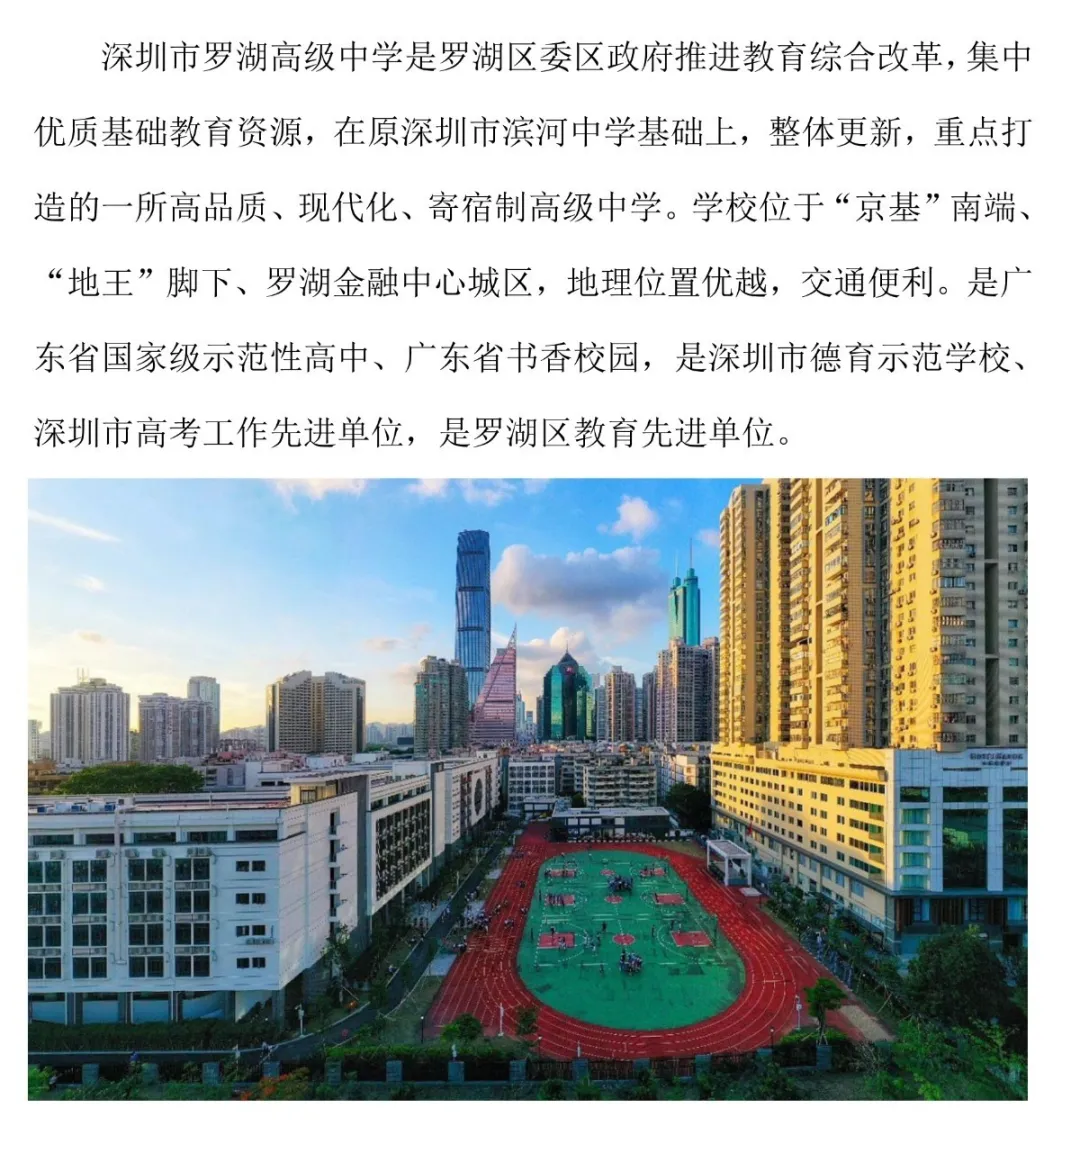 深圳市罗湖高级中学是罗湖区委区政府推进教育综合改革，集中
优质基础教育资源，在原深圳市滨河中学基础上，整体更新，重点打
造的一所高品质、现代化、寄宿制高级中学。学校位于“京基”南端、
“地王”脚下、罗湖金融中心城区，地理位置优越，交通便利。是广
东省国家级示范性高中、广东省书香校园，是深圳市德育示范学校、
深圳市高考工作先进单位，是罗湖区教育先进单位。